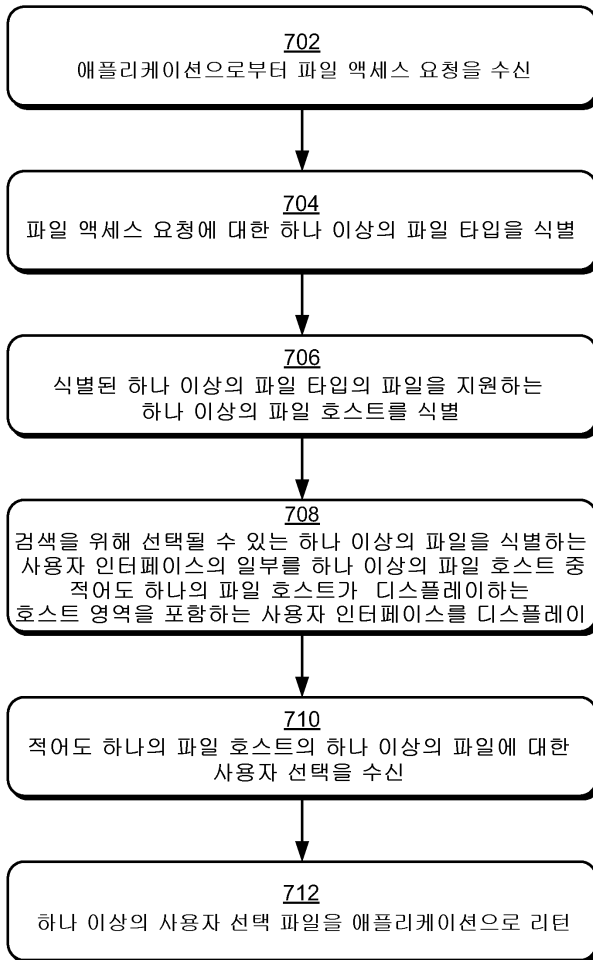 702
애플리케이션으로부터 파일 액세스 요청을 수신
704
파일 액세스 요청에 대한 하나 이상의 파일 타입을 식별
706
식별된 하나 이상의 파일 타입의 파일을 지원하는
하나 이상의 파일 호스트를 식별
708
검색을 위해 선택될 수 있는 하나 이상의 파일을 식별하는
사용자 인터페이스의 일부를 하나 이상의 파일 호스트 중
적어도 하나의 파일 호스트가 디스플레이하는
호스트 영역을 포함하는 사용자 인터페이스를 디스플레이
710
적어도 하나의 파일 호스트의 하나 이상의 파일에 대한
사용자 선택을 수신
712
하나 이상의 사용자 선택 파일을 애플리케이션으로 리턴